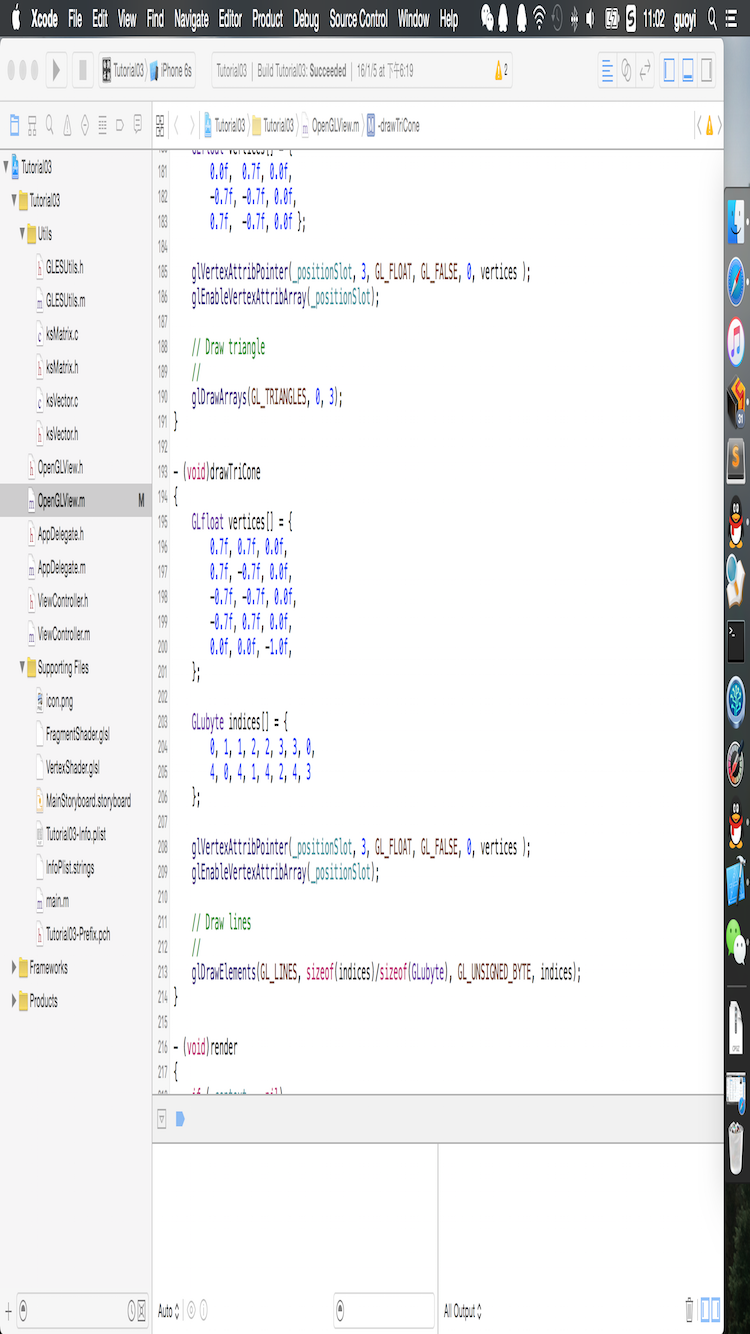 Xcode File Edit View Find Navigate Editor Product Debug Source Control Window Help 11:02 guoyi
Tutorial03 iPhone 6s Tutorial03 | Build Tutorial03: Succeeded | 16/1/5 at 下午6:19 2
Tutorial03 Tutorial03 OpenGLView.m -drawTriCone
Tutorial03
Tutorial03
Utils
GLESUtils.h
GLESUtils.m
ksMatrix.c
ksMatrix.h
ksVector.c
ksVector.h
OpenGLView.h
OpenGLView.m M
AppDelegate.h
AppDelegate.m
ViewController.h
ViewController.m
Supporting Files
icon.png
FragmentShader.glsl
VertexShader.glsl
MainStoryboard.storyboard
Tutorial03-Info.plist
InfoPlist.strings
main.m
Tutorial03-Prefix.pch
Frameworks
Products
GLfloat vertices[] = {
181 0.0f, 0.7f, 0.0f,
182 -0.7f, -0.7f, 0.0f,
183 0.7f, -0.7f, 0.0f };
184
185 glVertexAttribPointer(_positionSlot, 3, GL_FLOAT, GL_FALSE, 0, vertices );
186 glEnableVertexAttribArray(_positionSlot);
187
188 // Draw triangle
189 //
190 glDrawArrays(GL_TRIANGLES, 0, 3);
191 }
192
193 - (void)drawTriCone
194 {
195 GLfloat vertices[] = {
196 0.7f, 0.7f, 0.0f,
197 0.7f, -0.7f, 0.0f,
198 -0.7f, -0.7f, 0.0f,
199 -0.7f, 0.7f, 0.0f,
200 0.0f, 0.0f, -1.0f,
201 };
202
203 GLubyte indices[] = {
204 0, 1, 1, 2, 2, 3, 3, 0,
205 4, 0, 4, 1, 4, 2, 4, 3
206 };
207
208 glVertexAttribPointer(_positionSlot, 3, GL_FLOAT, GL_FALSE, 0, vertices );
209 glEnableVertexAttribArray(_positionSlot);
210
211 // Draw lines
212 //
213 glDrawElements(GL_LINES, sizeof(indices)/sizeof(GLubyte), GL_UNSIGNED_BYTE, indices);
214 }
215
216 - (void)render
217 {
Auto
All Output